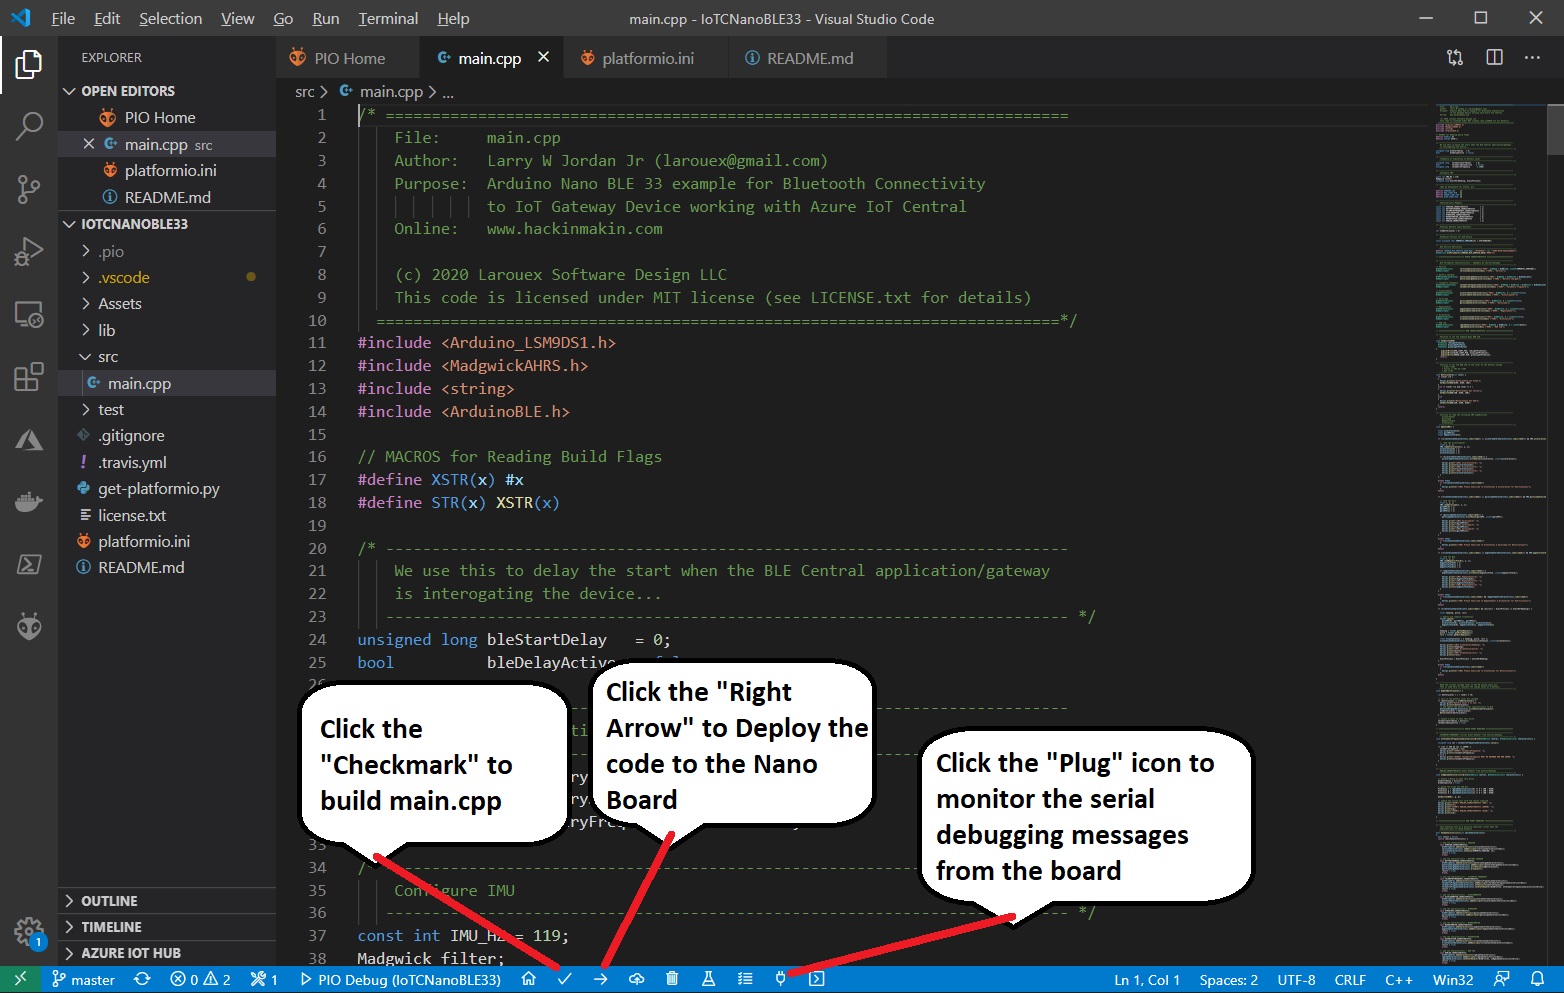 File Edit Selection View Go Run Terminal Help
main.cpp - IoTCNanoBLE33 - Visual Studio Code
EXPLORER
OPEN EDITORS
PIO Home
main.cpp src
platformio.ini
README.md
IOTCNANOBLE33
.pio
.vscode
Assets
lib
src
main.cpp
test
.gitignore
.travis.yml
get-platformio.py
license.txt
platformio.ini
README.md
OUTLINE
TIMELINE
AZURE IOT HUB
PIO Home main.cpp platformio.ini README.md
src > main.cpp > ...
1 /* ==========================================================================
2 File: main.cpp
3 Author: Larry W Jordan Jr (larouex@gmail.com)
4 Purpose: Arduino Nano BLE 33 example for Bluetooth Connectivity
5 to IoT Gateway Device working with Azure IoT Central
6 Online: www.hackinmakin.com
7
8 (c) 2020 Larouex Software Design LLC
9 This code is licensed under MIT license (see LICENSE.txt for details)
10 ==========================================================================*/
11 #include <Arduino_LSM9DS1.h>
12 #include <MadgwickAHRS.h>
13 #include <string>
14 #include <ArduinoBLE.h>
15
16 // MACROS for Reading Build Flags
17 #define XSTR(x) #x
18 #define STR(x) XSTR(x)
19
20 /* --------------------------------------------------------------------------
21 We use this to delay the start when the BLE Central application/gateway
22 is interogating the device...
23 -------------------------------------------------------------------------- */
24 unsigned long bleStartDelay = 0;
25 bool bleDelayActive
33
34 /
35 Configure IMU
36 */
37 const int IMU_HZ = 119;
38 Madgwick filter;
Click the
"Checkmark" to
build main.cpp
Click the "Right
Arrow" to Deploy the
code to the Nano
Board
Click the "Plug" icon to
monitor the serial
debugging messages
from the board
1
master 0 2 1 PIO Debug (IoTCNanoBLE33) Ln 1, Col 1 Spaces: 2 UTF-8 CRLF C++ Win32